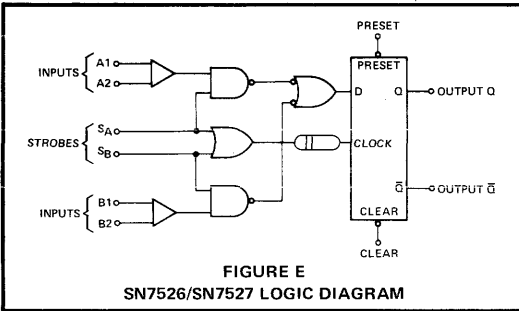 PRESET
PRESET
INPUTS
A1
A2
D
Q
OUTPUT Q
STROBES
SA
SB
CLOCK
INPUTS
B1
B2
Q̅
OUTPUT Q̅
CLEAR
CLEAR
FIGURE E
SN7526/SN7527 LOGIC DIAGRAM